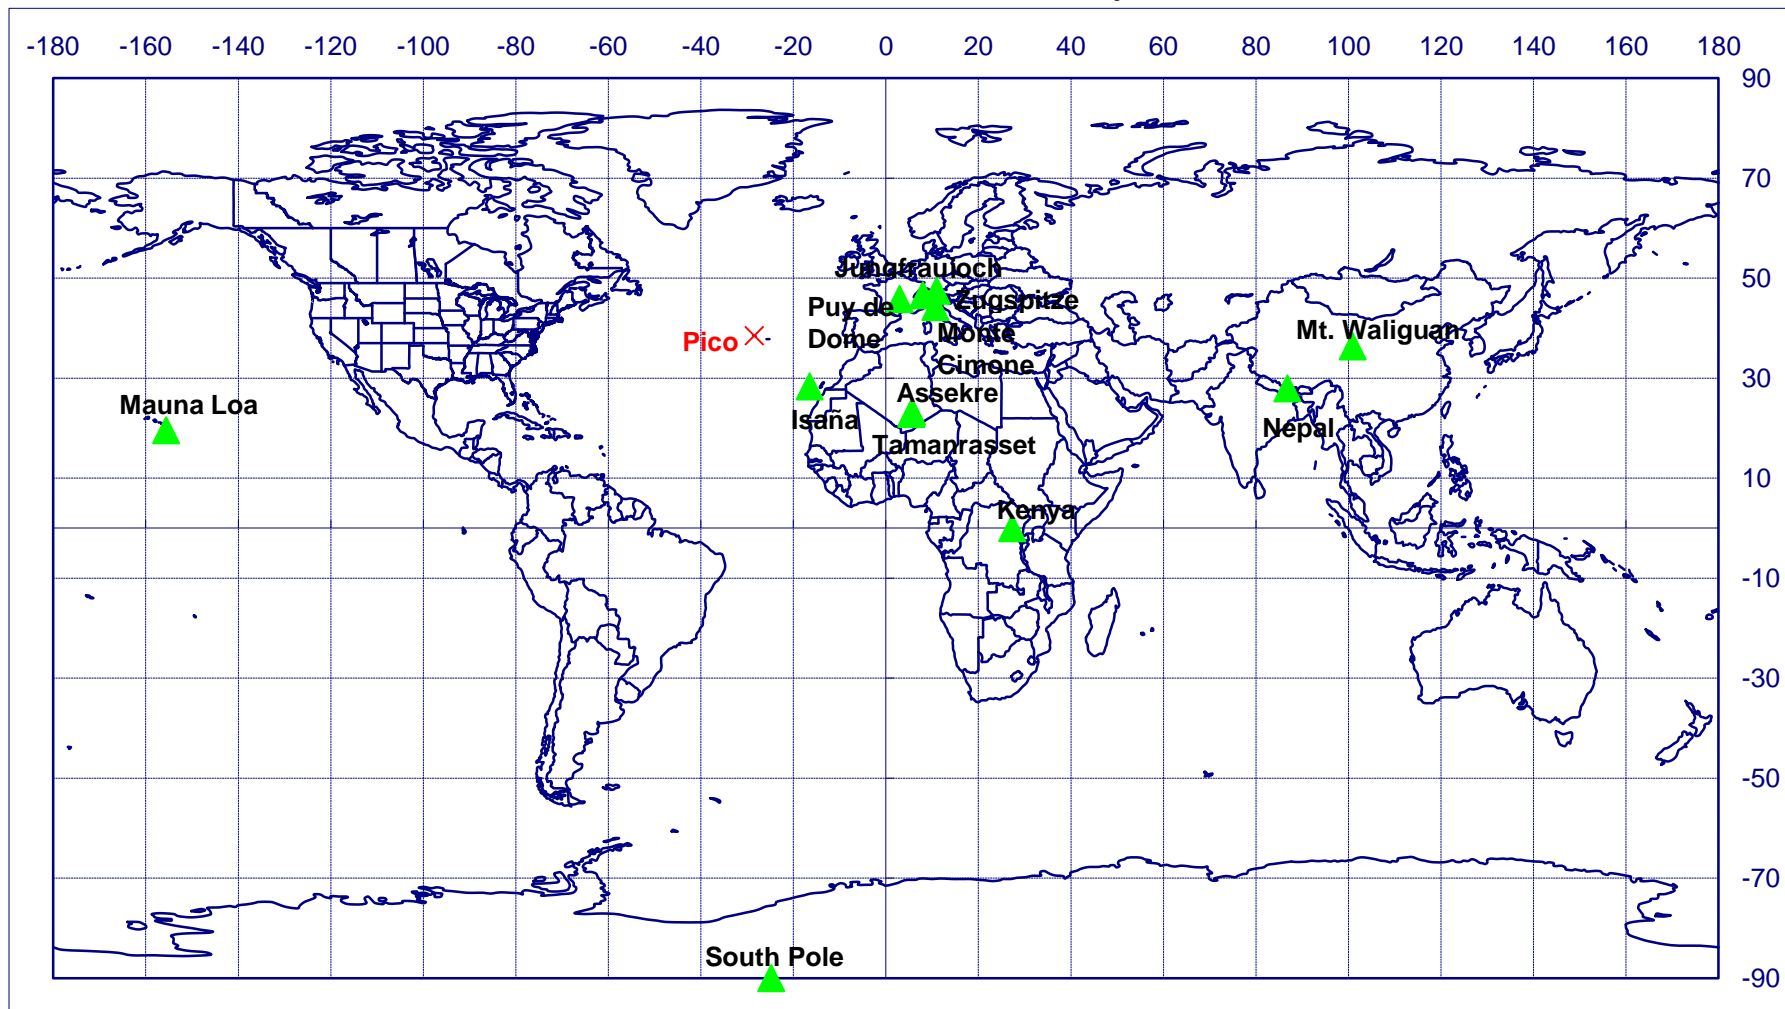 -180 -160 -140 -120 -100 -80 -60 -40 -20 0 20 40 60 80 100 120 140 160 180
90
70
50
30
10
-10
-30
-50
-70
-90
Jungfraujoch
Puy de
Dome
Zugspitze
Monte
Cimone
Pico
Mt. Waliguan
Mauna Loa
Isaña
Assekre
Tamanrasset
Nepal
Kenya
South Pole